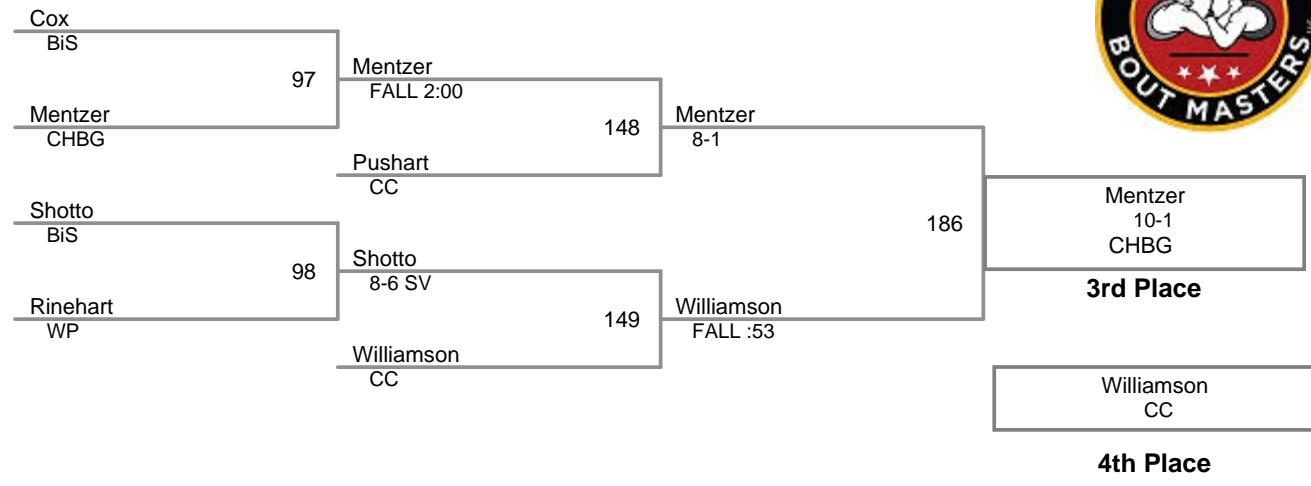 Cox
BiS
97
Mentzer
CHBG
Mentzer
FALL 2:00
148
Pushart
CC
Mentzer
8-1
Shotto
BiS
98
Rinehart
WP
Shotto
8-6 SV
149
Williamson
CC
Williamson
FALL :53
186
Mentzer
10-1
CHBG
3rd Place
Williamson
CC
4th Place
BOUT MASTERS